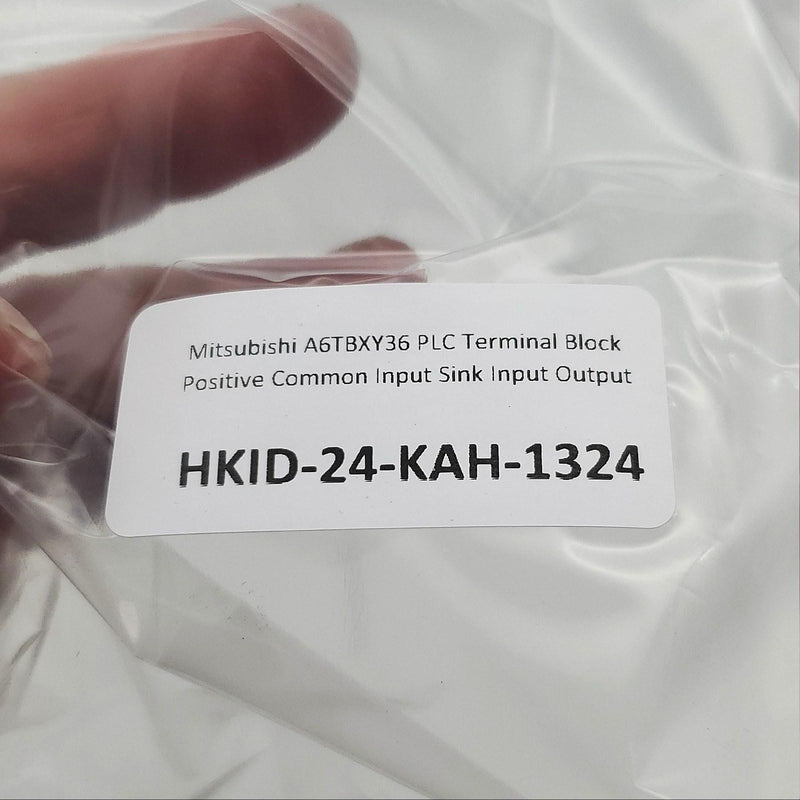 Mitsubishi A6TBXY36 PLC Terminal Block
Positive Common Input Sink Input Output
HKID-24-KAH-1324